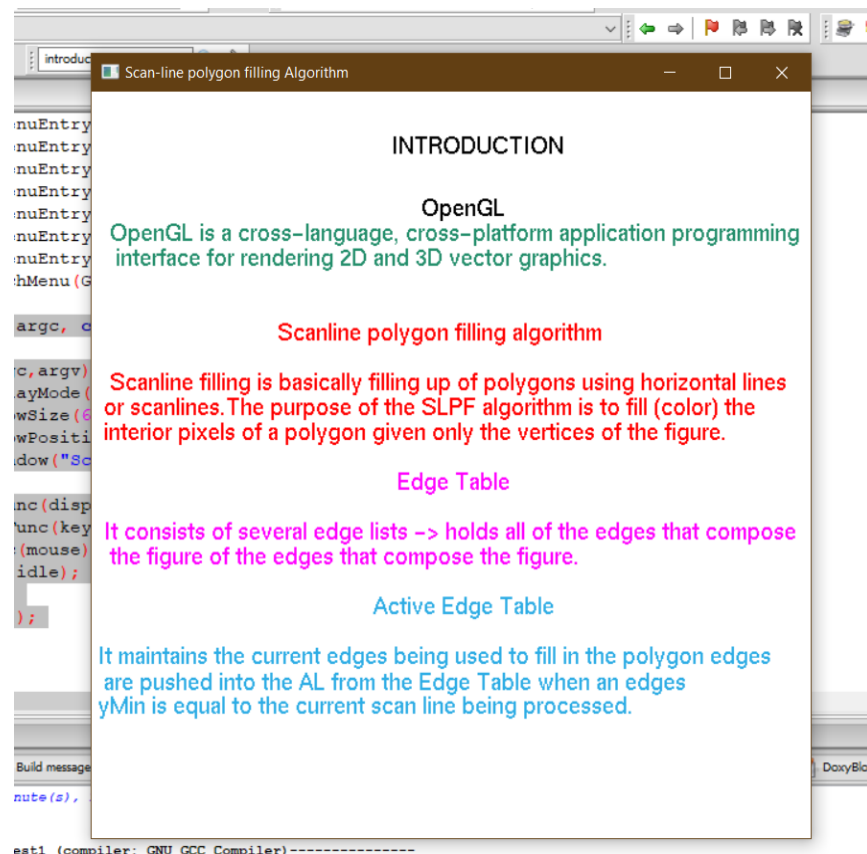 introduc
Scan-line polygon filling Algorithm
nuEntry
nuEntry
nuEntry
nuEntry
nuEntry
nuEntry
nuEntry
hMenu(G
argc, c
c,argv)
ayMode(
wSize(6
wPositi
dow("Sc
nc(disp
unc(key
(mouse)
idle);
);
INTRODUCTION
OpenGL
OpenGL is a cross-language, cross-platform application programming
interface for rendering 2D and 3D vector graphics.
Scanline polygon filling algorithm
Scanline filling is basically filling up of polygons using horizontal lines
or scanlines.The purpose of the SLPF algorithm is to fill (color) the
interior pixels of a polygon given only the vertices of the figure.
Edge Table
It consists of several edge lists -> holds all of the edges that compose
the figure of the edges that compose the figure.
Active Edge Table
It maintains the current edges being used to fill in the polygon edges
are pushed into the AL from the Edge Table when an edges
yMin is equal to the current scan line being processed.
Build message
DoxyBlo
nute(s),
est1 (compiler: GNU GCC Compiler)---------------